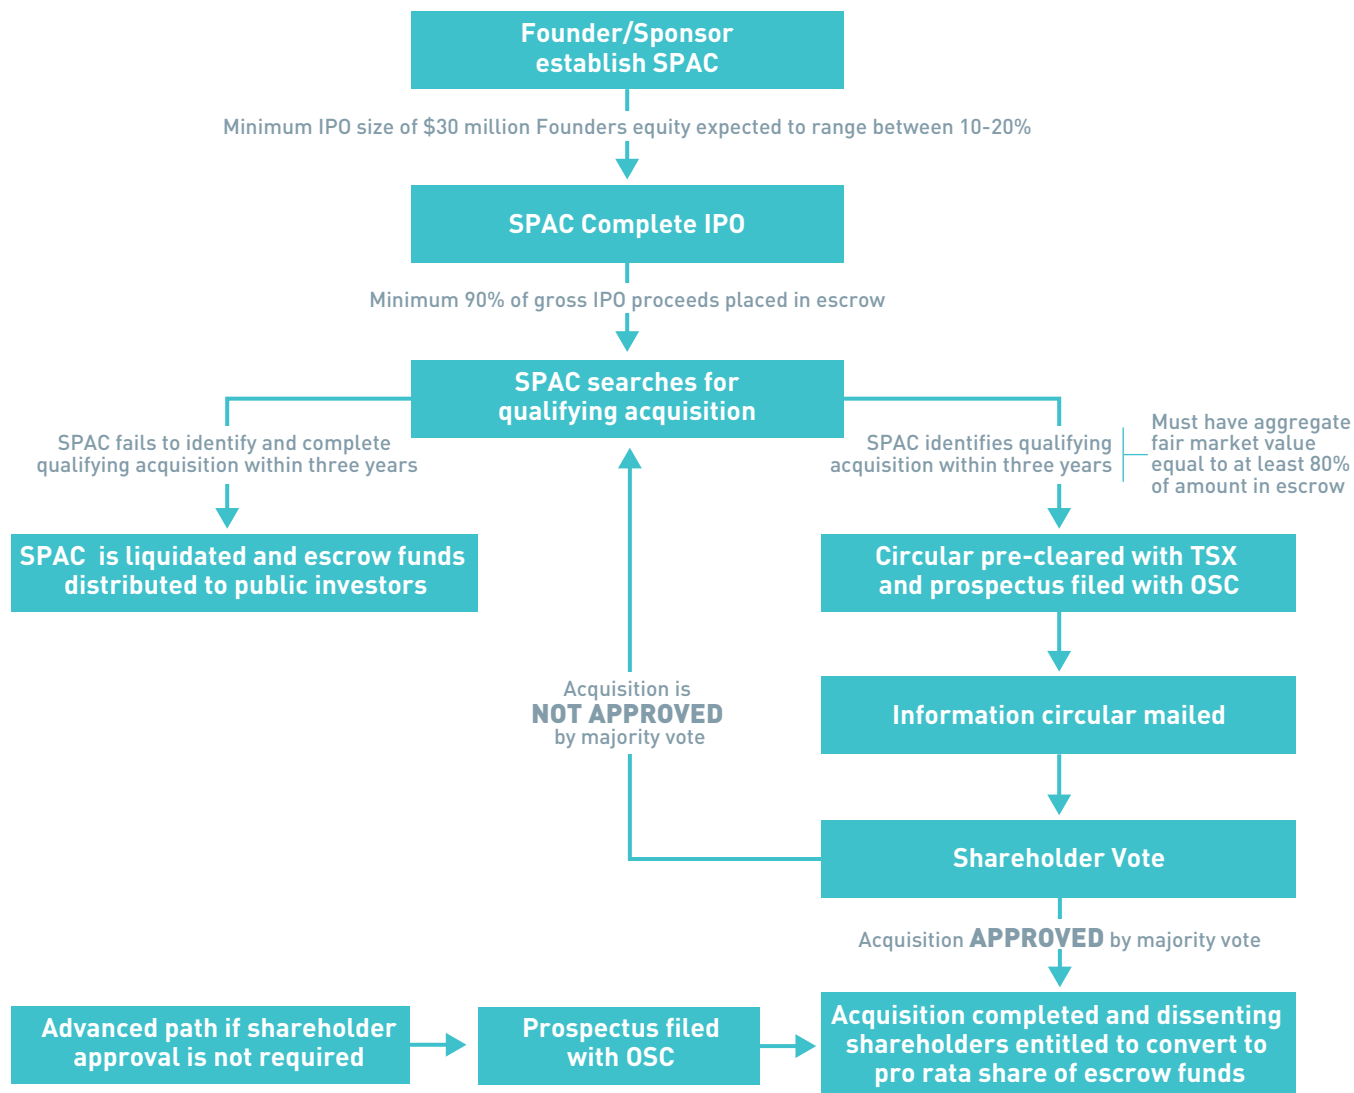 Founder/Sponsor
establish SPAC
Minimum IPO size of $30 million Founders equity expected to range between 10-20%
SPAC Complete IPO
Minimum 90% of gross IPO proceeds placed in escrow
SPAC searches for
qualifying acquisition
SPAC fails to identify and complete
qualifying acquisition within three years
SPAC identifies qualifying
acquisition within three years
Must have aggregate
fair market value
equal to at least 80%
of amount in escrow
SPAC is liquidated and escrow funds
distributed to public investors
Circular pre-cleared with TSX
and prospectus filed with OSC
Information circular mailed
Acquisition is
NOT APPROVED
by majority vote
Shareholder Vote
Acquisition APPROVED by majority vote
Advanced path if shareholder
approval is not required
Prospectus filed
with OSC
Acquisition completed and dissenting
shareholders entitled to convert to
pro rata share of escrow funds